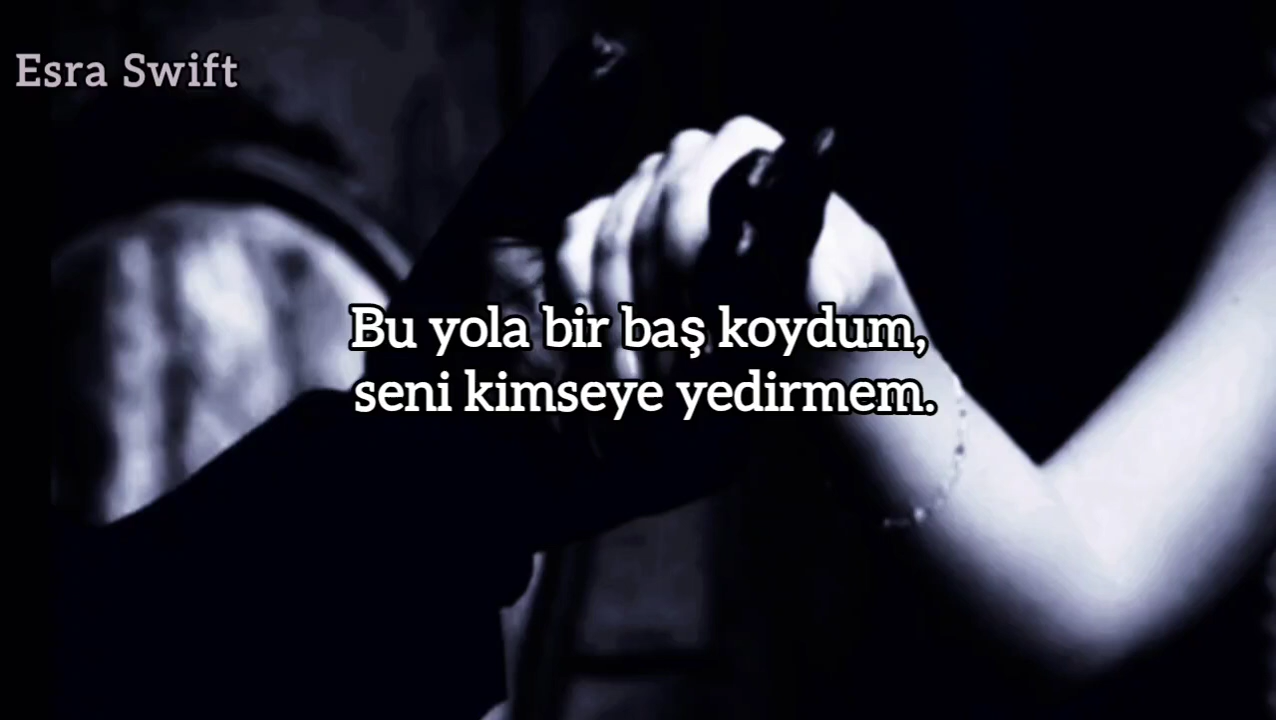 Esra Swift
Bu yola bir baş koydum,
seni kimseye yedirmem.